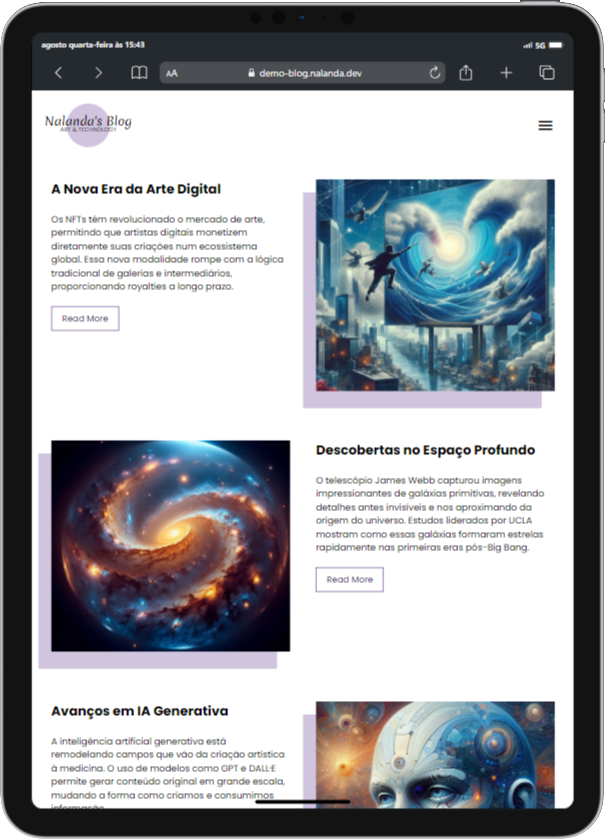 agosto quarta-feira às 15:43
5G
AA
demo-blog.nalanda.dev
Nalanda's Blog
ART & TECHNOLOGY
A Nova Era da Arte Digital
Os NFTs têm revolucionado o mercado de arte,
permitindo que artistas digitais monetizem
diretamente suas criações num ecossistema
global. Essa nova modalidade rompe com a lógica
tradicional de galerias e intermediários,
proporcionando royalties a longo prazo.
Read More
Descobertas no Espaço Profundo
O telescópio James Webb capturou imagens
impressionantes de galáxias primitivas, revelando
detalhes antes invisíveis e nos aproximando da
origem do universo. Estudos liderados por UCLA
mostram como essas galáxias formaram estrelas
rapidamente nas primeiras eras pós-Big Bang.
Read More
Avanços em IA Generativa
A inteligência artificial generativa está
remodelando campos que vão da criação artística
à medicina. O uso de modelos como GPT e DALL·E
permite gerar conteúdo original em grande escala,
mudando a forma como criamos e consumimos
informação.